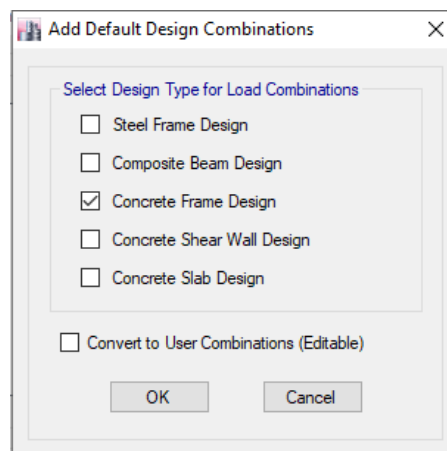 Add Default Design Combinations
Select Design Type for Load Combinations
Steel Frame Design
Composite Beam Design
Concrete Frame Design
Concrete Shear Wall Design
Concrete Slab Design
Convert to User Combinations (Editable)
OK Cancel